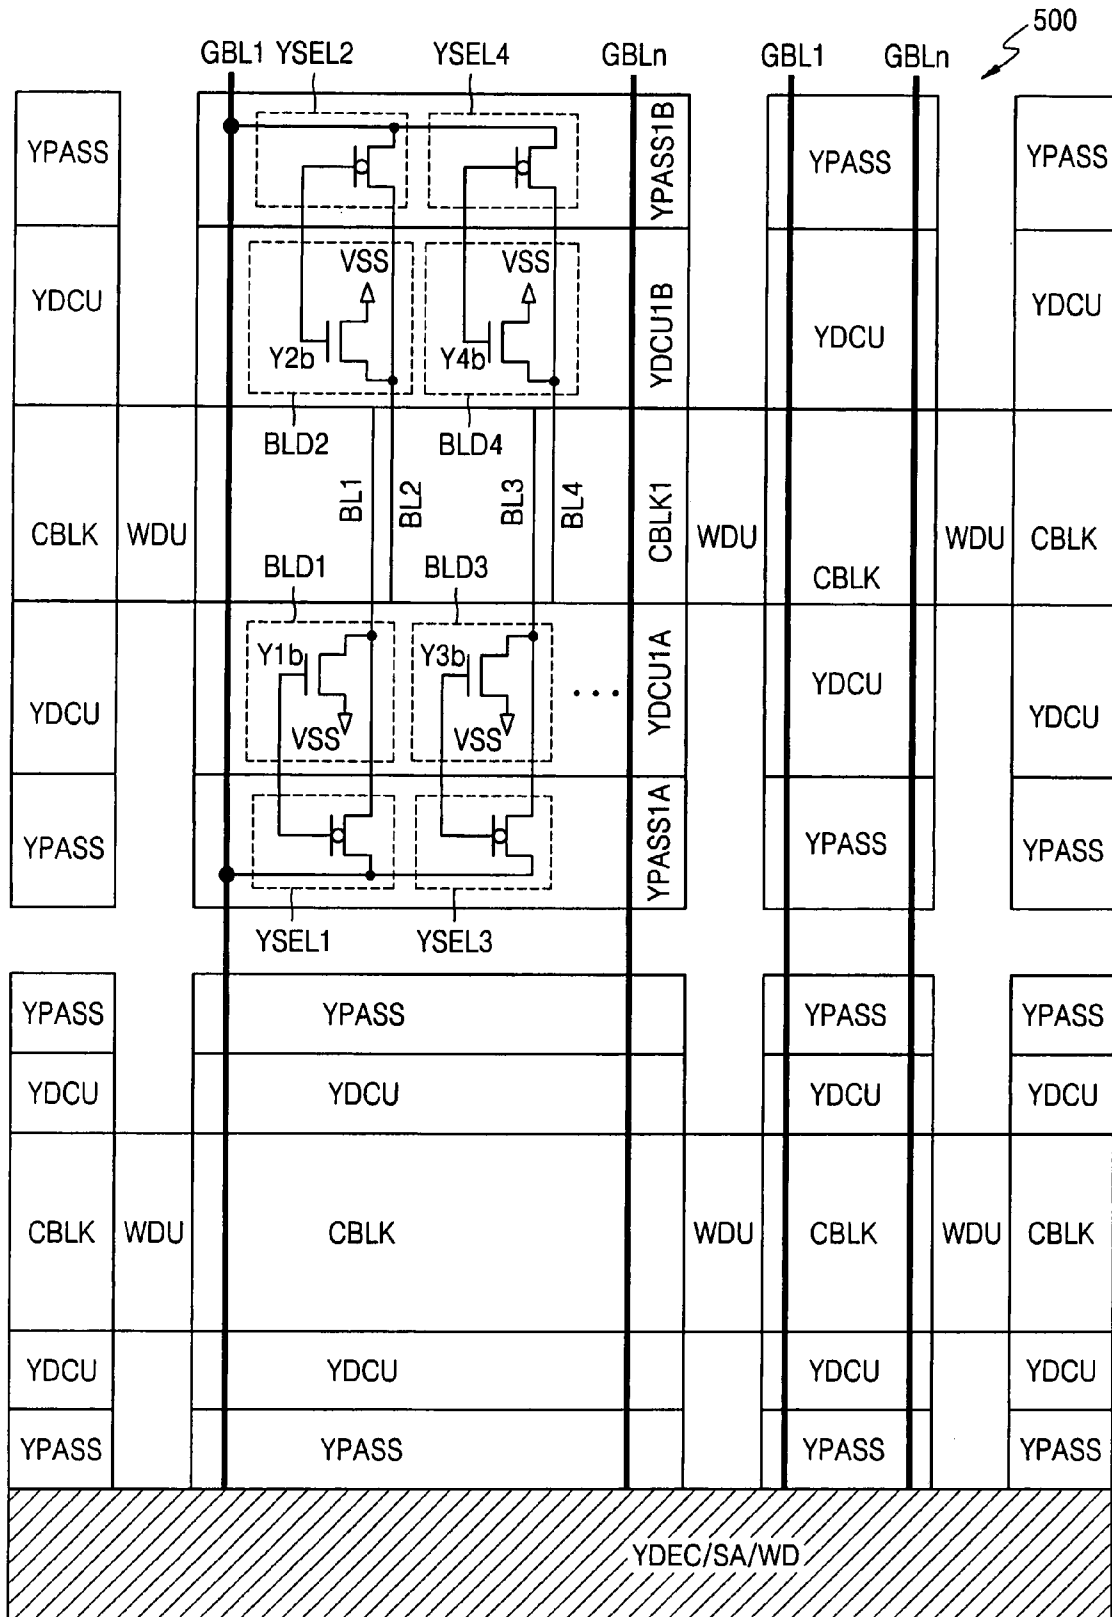 500
GBL1 YSEL2 YSEL4 GBLn GBL1 GBLn
YPASS YPASS1B YPASS YPASS
VSS VSS
YDCU YDCU1B YDCU YDCU
Y2b Y4b
BLD2 BLD4
BL1 BL2 BL3 BL4
CBLK WDU CBLK1 WDU CBLK WDU CBLK
BLD1 BLD3
Y1b Y3b
YDCU YDCU1A YDCU YDCU
...
VSS VSS
YPASS YPASS1A YPASS YPASS
YSEL1 YSEL3
YPASS YPASS YPASS YPASS
YDCU YDCU YDCU YDCU
CBLK WDU CBLK WDU CBLK WDU CBLK
YDCU YDCU YDCU YDCU
YPASS YPASS YPASS YPASS
YDEC/SA/WD